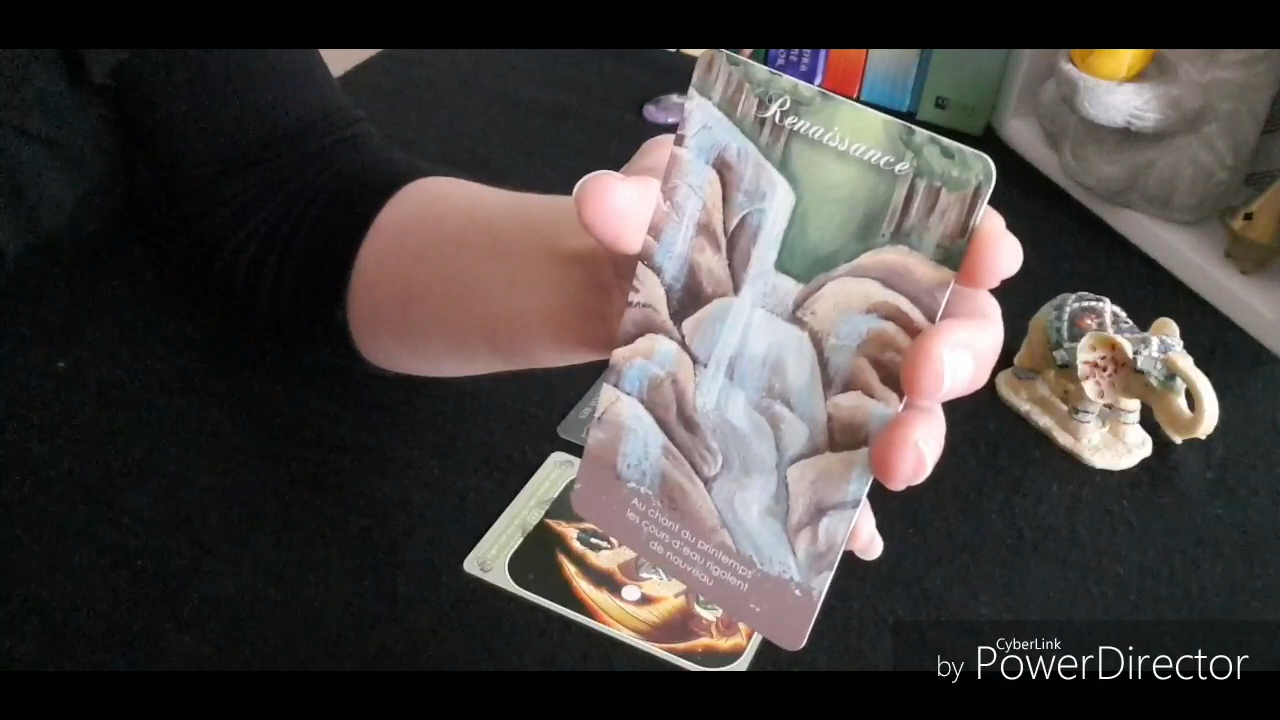 Renaissance
Au chant du printemps
les cours d'eau rigolent
de nouveau
CyberLink
by PowerDirector